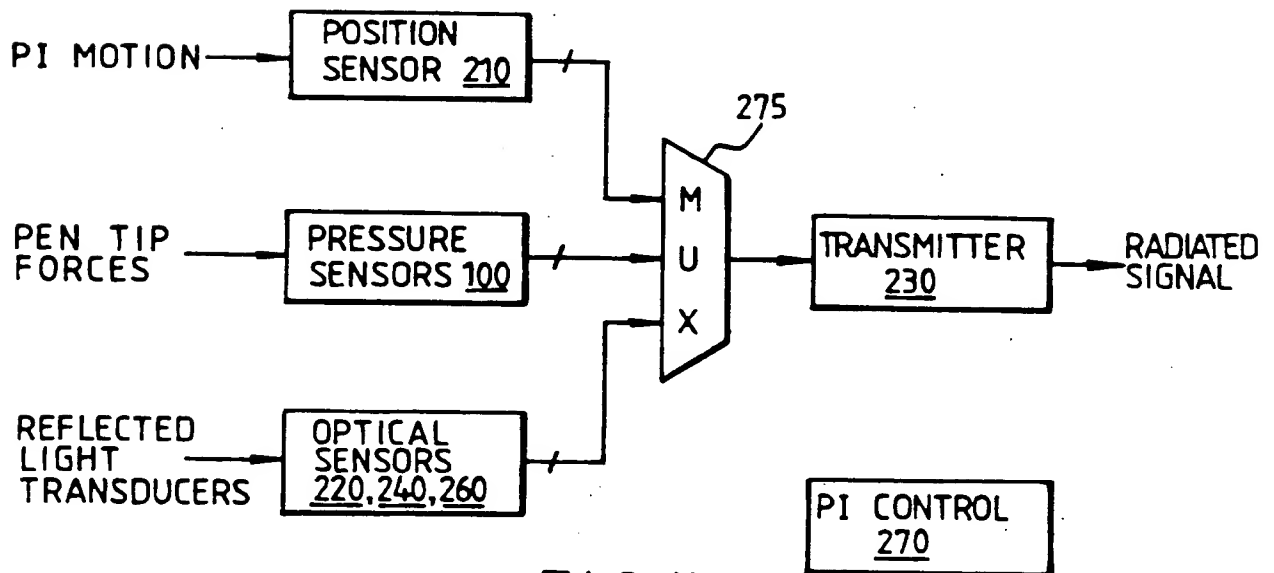 PI MOTION
POSITION
SENSOR 210
275
M
U
X
PEN TIP
FORCES
PRESSURE
SENSORS 100
TRANSMITTER
230
RADIATED
SIGNAL
REFLECTED
LIGHT
TRANSDUCERS
OPTICAL
SENSORS
220, 240, 260
PI CONTROL
270